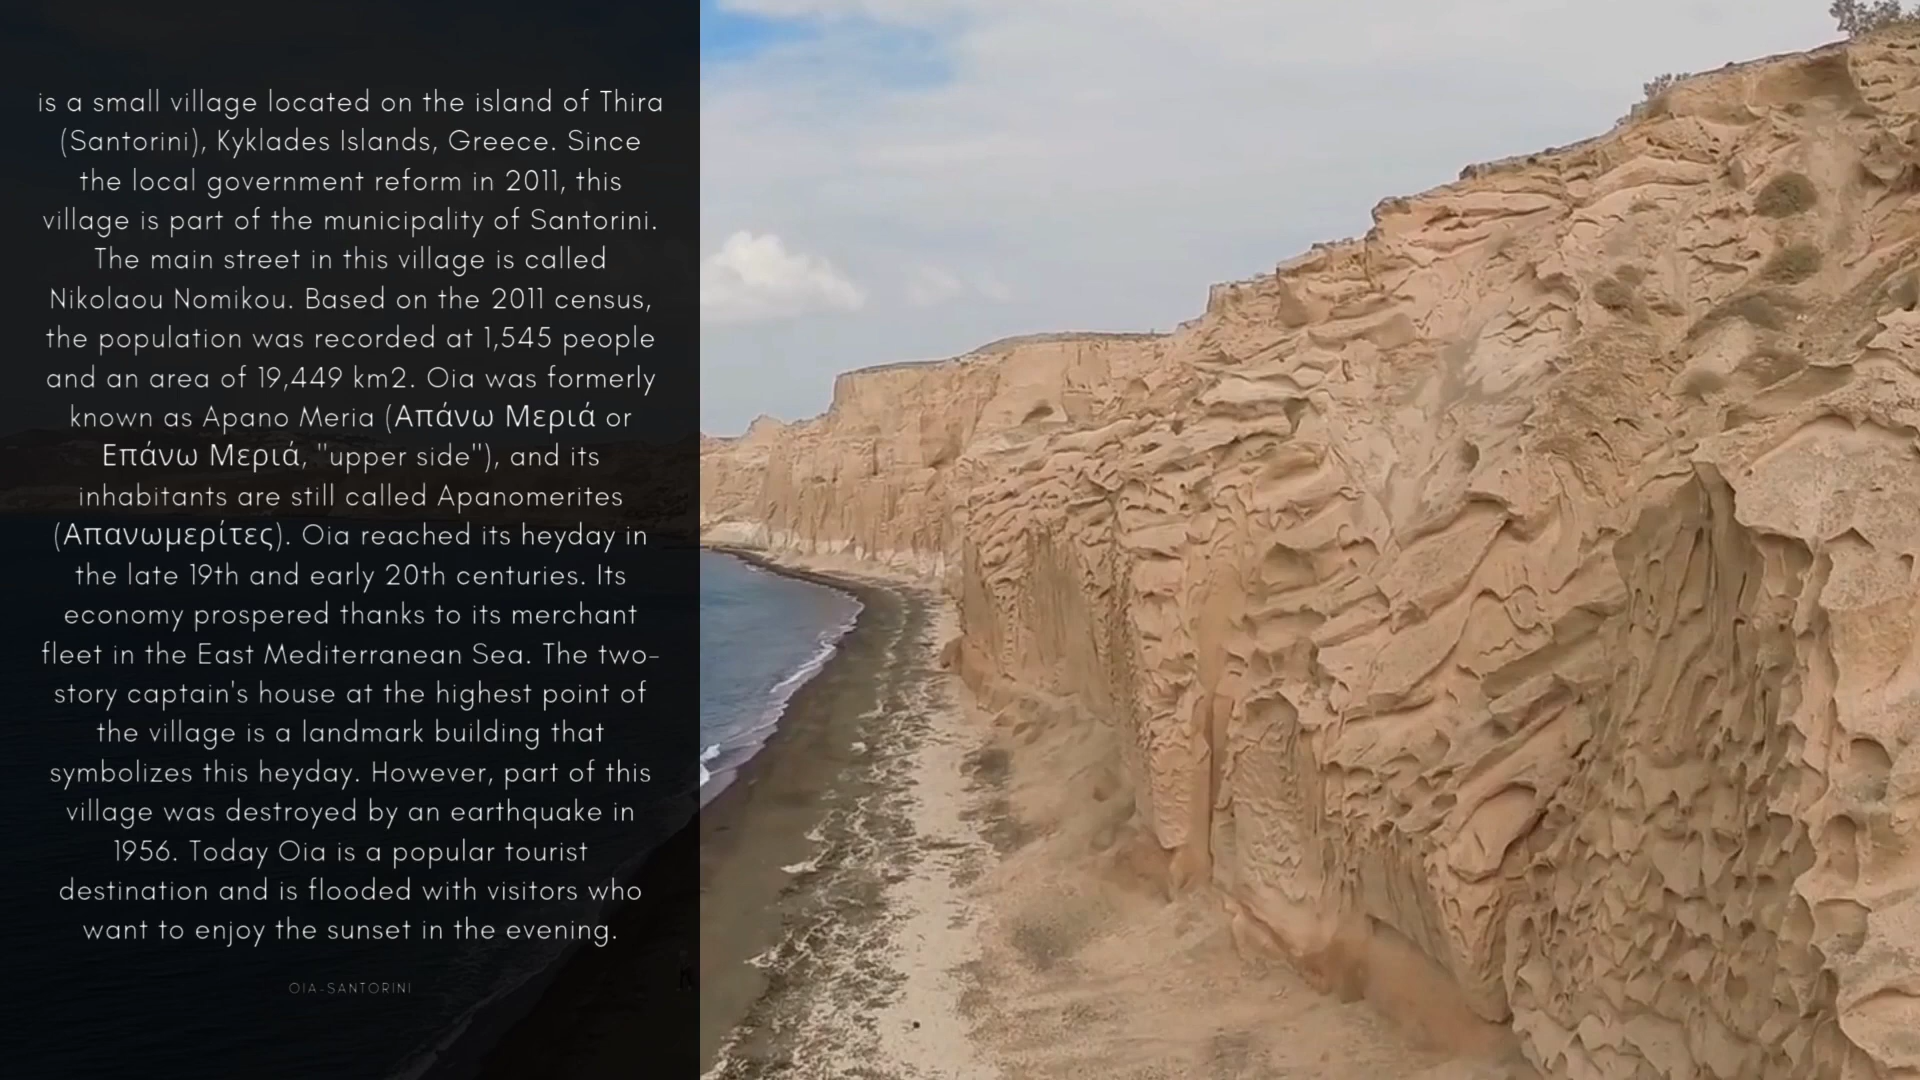 is a small village located on the island of Thira
(Santorini), Kyklades Islands, Greece. Since
the local government reform in 2011, this
village is part of the municipality of Santorini.
The main street in this village is called
Nikolaou Nomikou. Based on the 2011 census,
the population was recorded at 1,545 people
and an area of 19,449 km2. Oia was formerly
known as Apano Meria (Απάνω Μεριά or
Επάνω Μεριά, "upper side"), and its
inhabitants are still called Apanomerites
(Απανωμερίτες). Oia reached its heyday in
the late 19th and early 20th centuries. Its
economy prospered thanks to its merchant
fleet in the East Mediterranean Sea. The two-
story captain's house at the highest point of
the village is a landmark building that
symbolizes this heyday. However, part of this
village was destroyed by an earthquake in
1956. Today Oia is a popular tourist
destination and is flooded with visitors who
want to enjoy the sunset in the evening.
OIA-SANTORINI